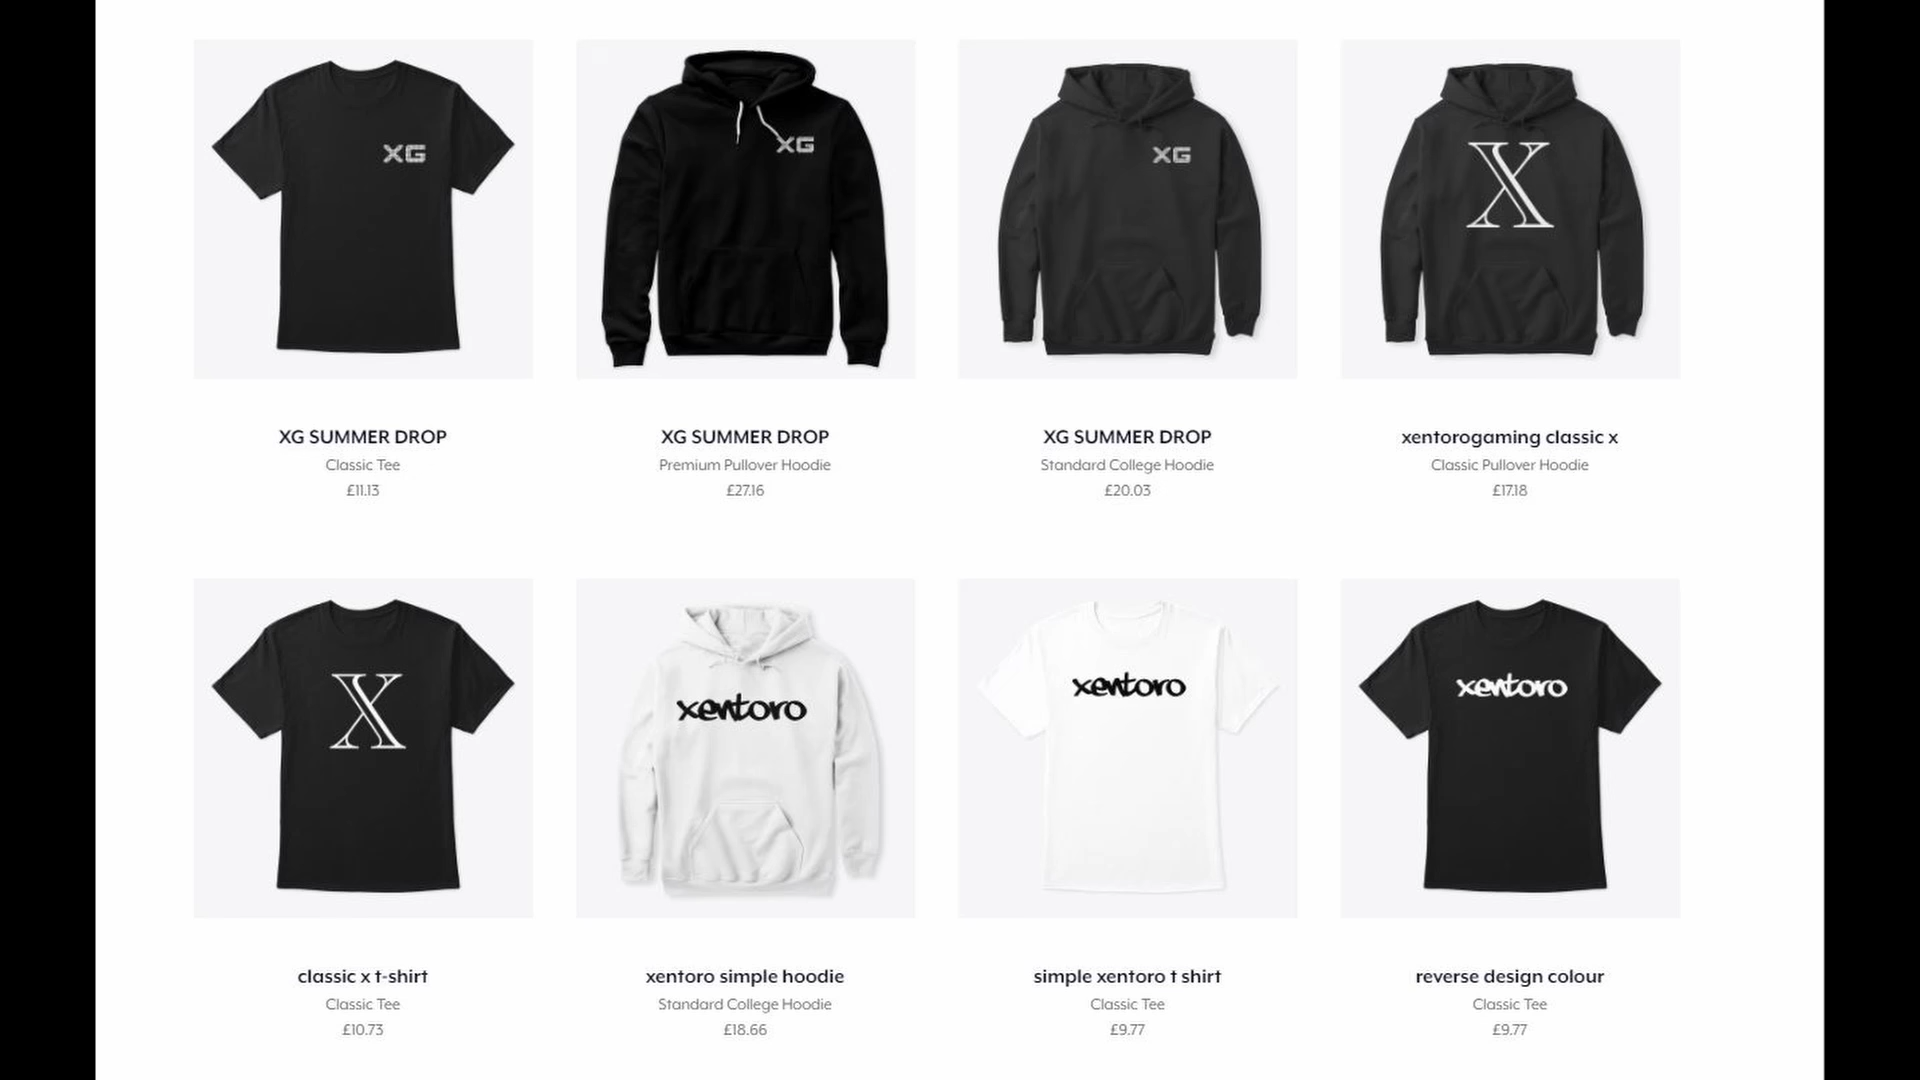 XG
XG
XG
X
XG SUMMER DROP
Classic Tee
£11.13
XG SUMMER DROP
Premium Pullover Hoodie
£27.16
XG SUMMER DROP
Standard College Hoodie
£20.03
xentorogaming classic x
Classic Pullover Hoodie
£17.18
X
xentoro
xentoro
xentoro
classic x t-shirt
Classic Tee
£10.73
xentoro simple hoodie
Standard College Hoodie
£18.66
simple xentoro t shirt
Classic Tee
£9.77
reverse design colour
Classic Tee
£9.77